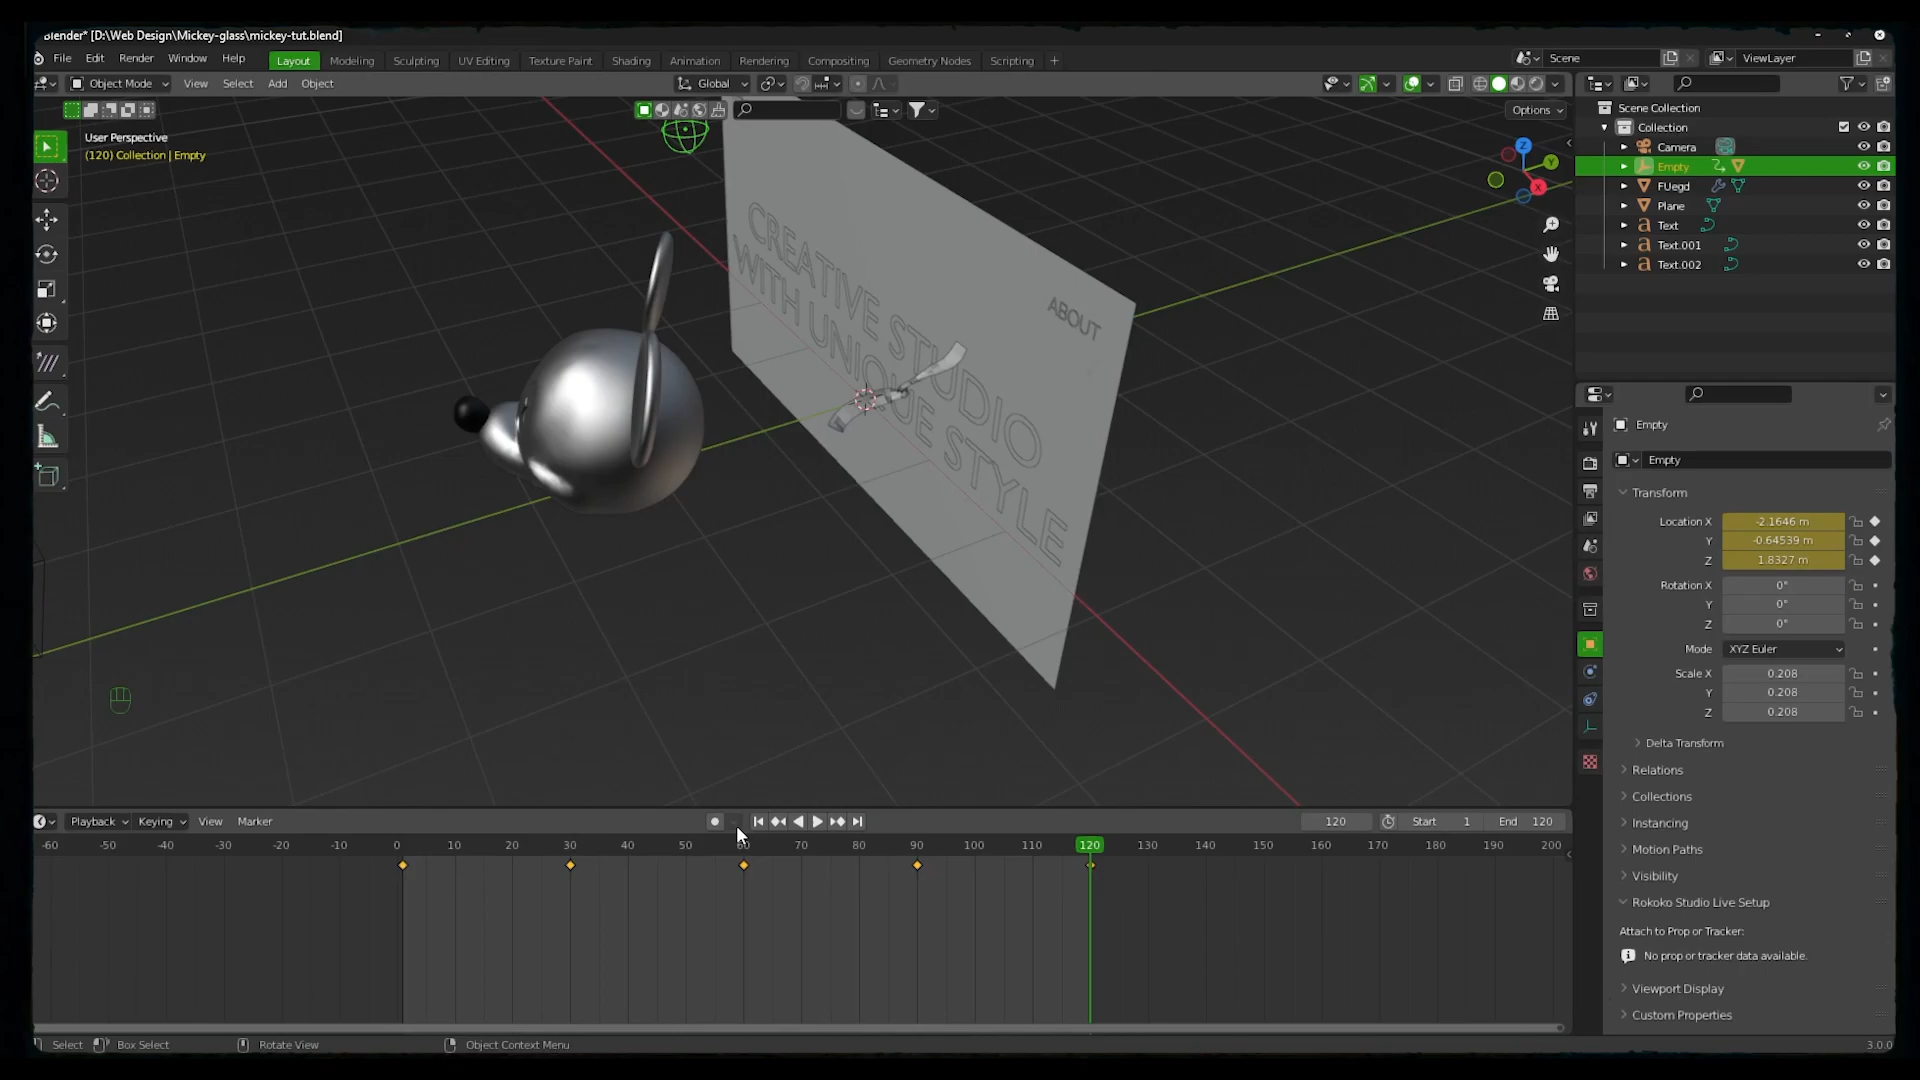 Blender* [D:\Web Design\Mickey-glass\mickey-tut.blend]
File Edit Render Window Help Layout Modeling Sculpting UV Editing Texture Paint Shading Animation Rendering Compositing Geometry Nodes Scripting + Scene ViewLayer
Object Mode View Select Add Object Global
Options
User Perspective
(120) Collection | Empty
Z
Y
X
CREATIVE STUDIO
WITH UNIQUE STYLE
ABOUT
Scene Collection
Collection
Camera
Empty
FUegd
Plane
Text
Text.001
Text.002
Empty
Empty
Transform
Location X -2.1646 m
Y -0.64539 m
Z 1.8327 m
Rotation X 0°
Y 0°
Z 0°
Mode XYZ Euler
Scale X 0.208
Y 0.208
Z 0.208
Delta Transform
Relations
Collections
Instancing
Motion Paths
Visibility
Rokoko Studio Live Setup
Attach to Prop or Tracker:
No prop or tracker data available.
Viewport Display
Custom Properties
Playback Keying View Marker 120 Start 1 End 120
-60 -50 -40 -30 -20 -10 0 10 20 30 40 50 60 70 80 90 100 110 120 130 140 150 160 170 180 190 200
Select Box Select Rotate View Object Context Menu 3.0.0